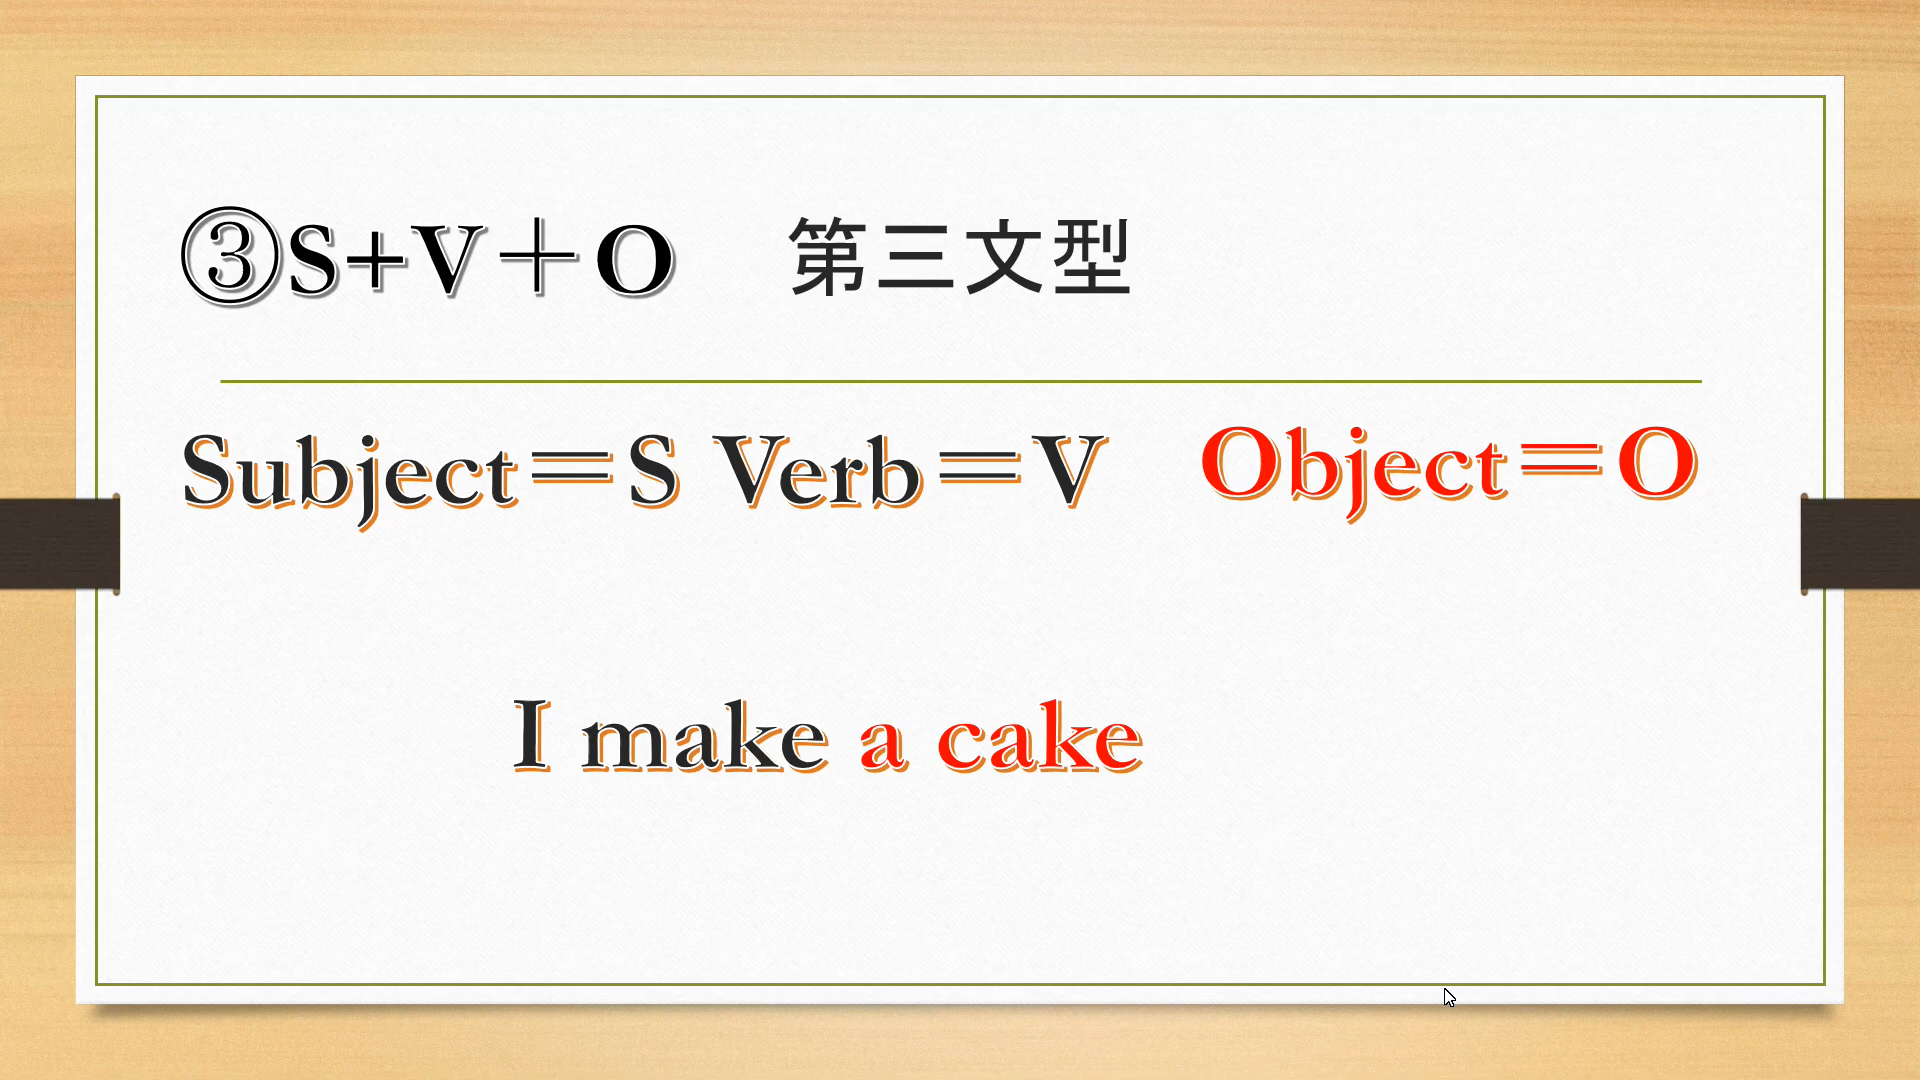 ③S+V＋O　第三文型
Subject＝S Verb＝V　Object＝O
I make a cake